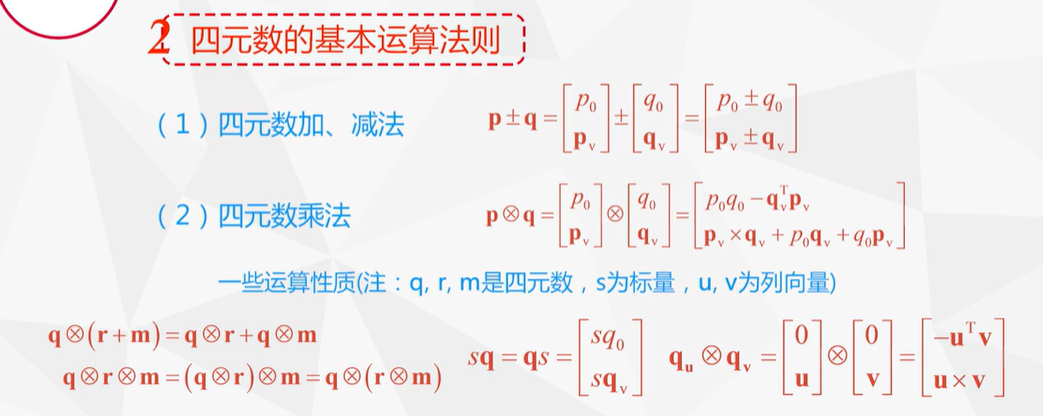 2 四元数的基本运算法则
（1）四元数加、减法 $\mathbf{p} \pm \mathbf{q} = \begin{bmatrix} p_0 \\ \mathbf{p}_v \end{bmatrix} \pm \begin{bmatrix} q_0 \\ \mathbf{q}_v \end{bmatrix} = \begin{bmatrix} p_0 \pm q_0 \\ \mathbf{p}_v \pm \mathbf{q}_v \end{bmatrix}$
（2）四元数乘法 $\mathbf{p} \otimes \mathbf{q} = \begin{bmatrix} p_0 \\ \mathbf{p}_v \end{bmatrix} \otimes \begin{bmatrix} q_0 \\ \mathbf{q}_v \end{bmatrix} = \begin{bmatrix} p_0 q_0 - \mathbf{q}_v^{\mathrm{T}} \mathbf{p}_v \\ \mathbf{p}_v \times \mathbf{q}_v + p_0 \mathbf{q}_v + q_0 \mathbf{p}_v \end{bmatrix}$
一些运算性质(注：q, r, m是四元数，s为标量，u, v为列向量)
$\mathbf{q} \otimes (\mathbf{r} + \mathbf{m}) = \mathbf{q} \otimes \mathbf{r} + \mathbf{q} \otimes \mathbf{m}$
$\mathbf{q} \otimes \mathbf{r} \otimes \mathbf{m} = (\mathbf{q} \otimes \mathbf{r}) \otimes \mathbf{m} = \mathbf{q} \otimes (\mathbf{r} \otimes \mathbf{m})$
$s\mathbf{q} = \mathbf{q}s = \begin{bmatrix} sq_0 \\ s\mathbf{q}_v \end{bmatrix}$
$\mathbf{q}_{\mathbf{u}} \otimes \mathbf{q}_{\mathbf{v}} = \begin{bmatrix} 0 \\ \mathbf{u} \end{bmatrix} \otimes \begin{bmatrix} 0 \\ \mathbf{v} \end{bmatrix} = \begin{bmatrix} -\mathbf{u}^{\mathrm{T}} \mathbf{v} \\ \mathbf{u} \times \mathbf{v} \end{bmatrix}$